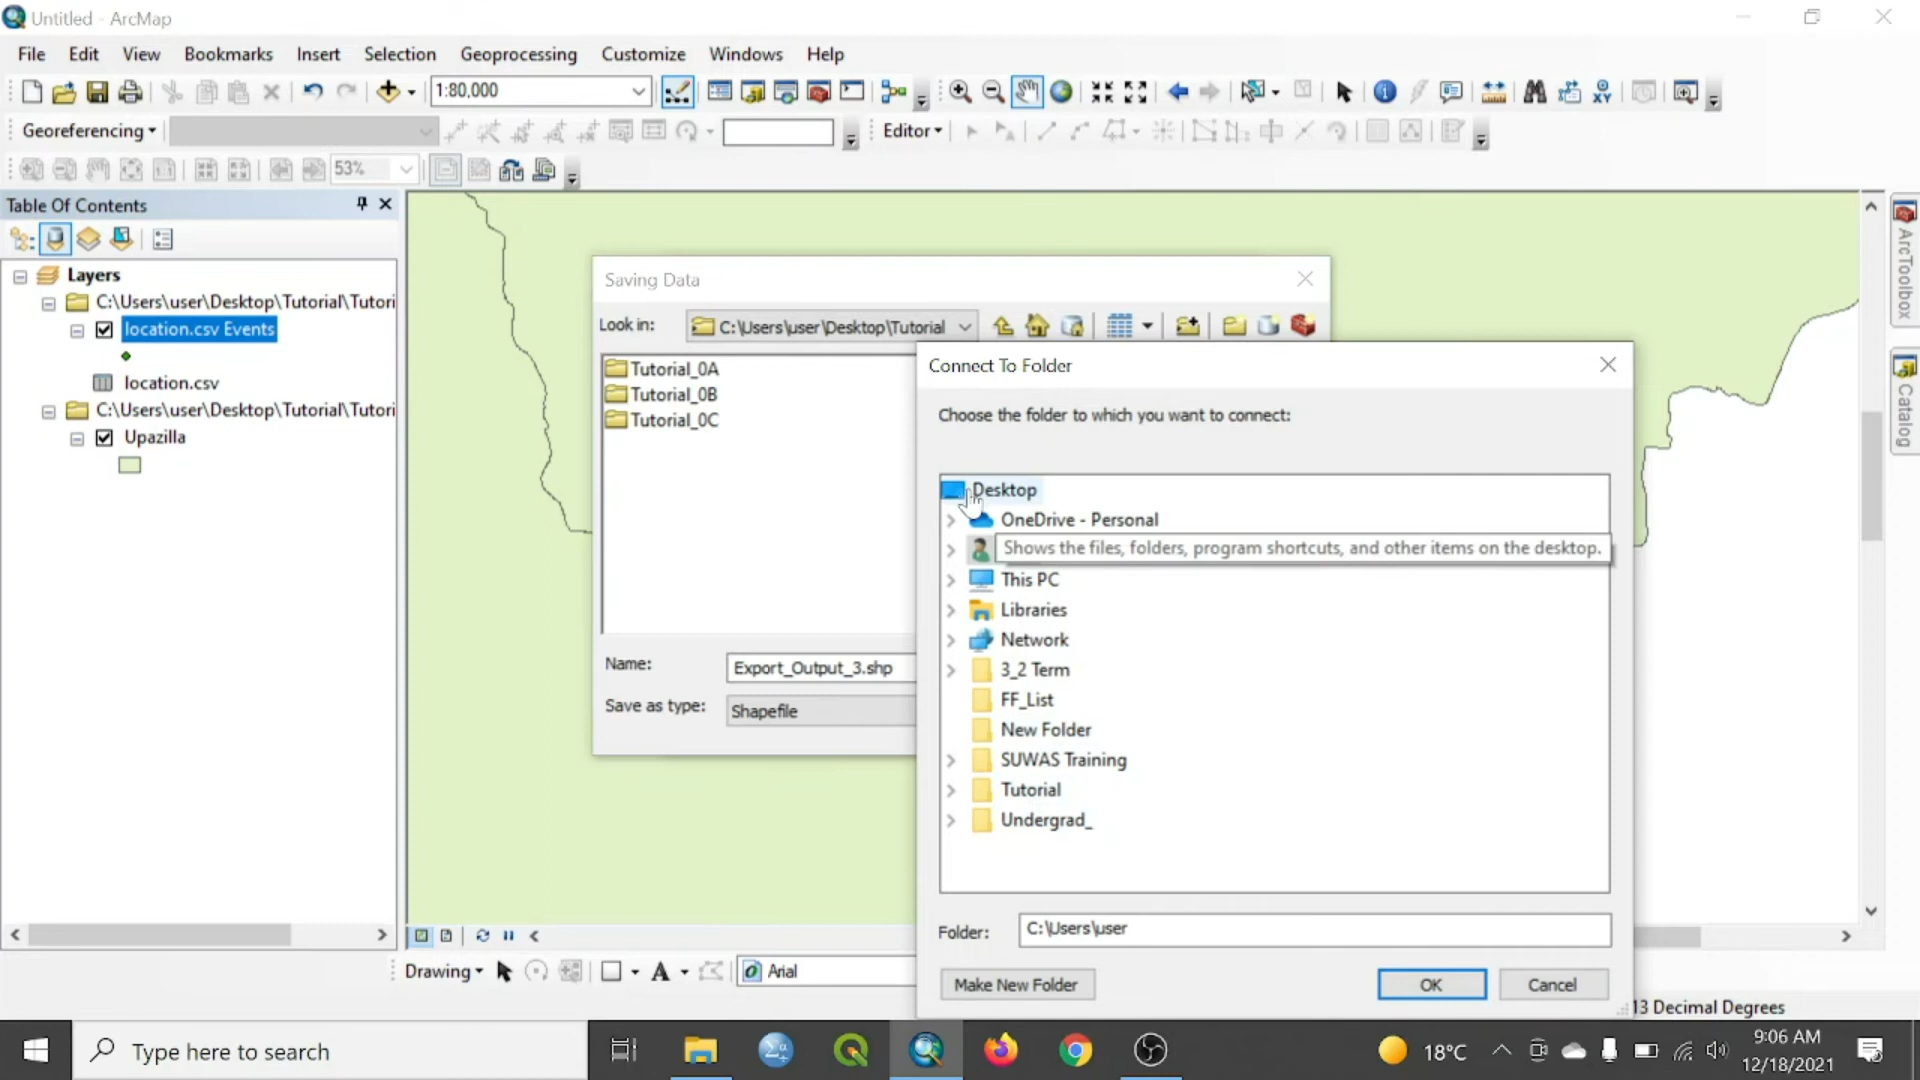 Untitled - ArcMap
File Edit View Bookmarks Insert Selection Geoprocessing Customize Windows Help
1:80,000
Georeferencing
Editor
53%
Table Of Contents
Layers
C:\Users\user\Desktop\Tutorial\Tutori
location.csv Events
location.csv
C:\Users\user\Desktop\Tutorial\Tutori
Upazilla
Saving Data
Look in: C:\Users\user\Desktop\Tutorial
Tutorial_0A
Tutorial_0B
Tutorial_0C
Name: Export_Output_3.shp
Save as type: Shapefile
Connect To Folder
Choose the folder to which you want to connect:
Desktop
OneDrive - Personal
Shows the files, folders, program shortcuts, and other items on the desktop.
This PC
Libraries
Network
3_2 Term
FF_List
New Folder
SUWAS Training
Tutorial
Undergrad_
Folder: C:\Users\user
Make New Folder OK Cancel
ArcToolbox
Catalog
Drawing A Arial
13 Decimal Degrees
Type here to search
18°C
9:06 AM
12/18/2021